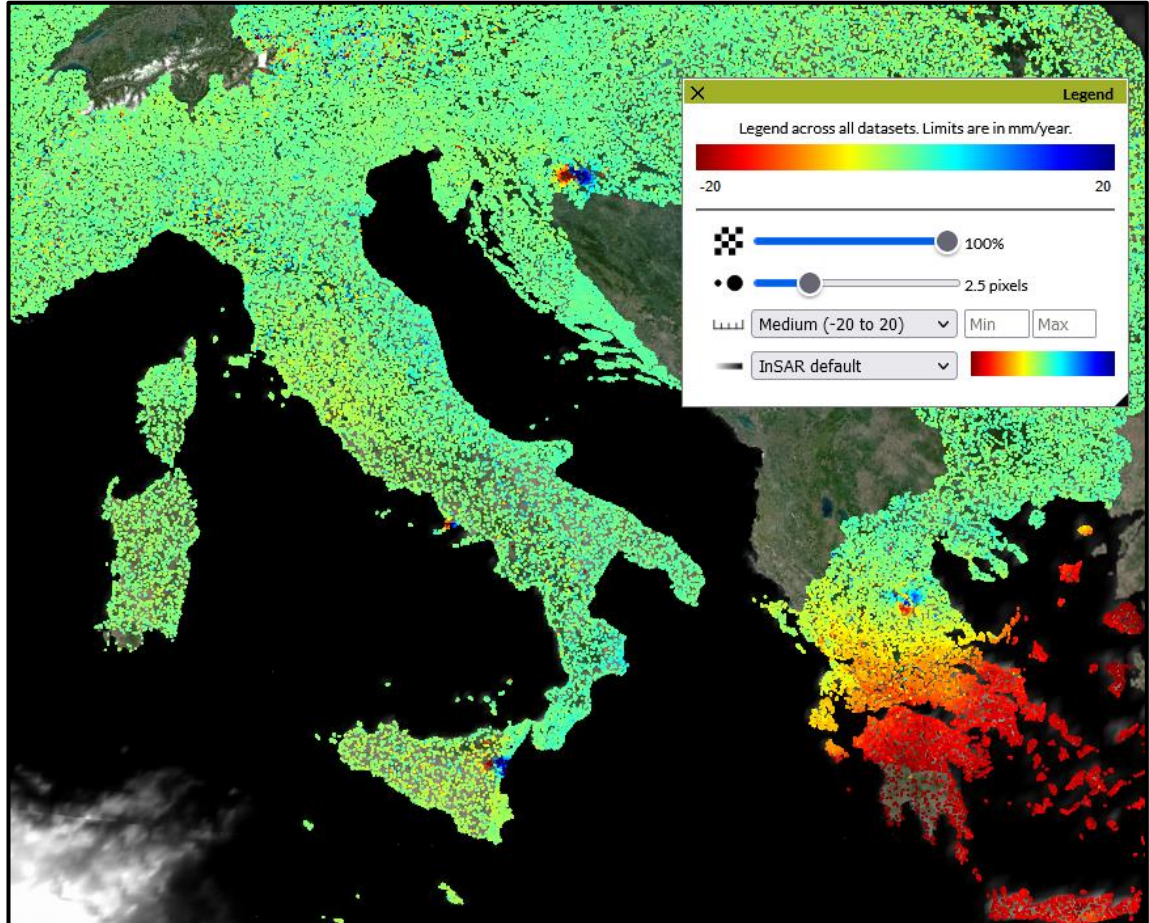 Legend
Legend across all datasets. Limits are in mm/year.
-20 20
100%
2.5 pixels
Medium (-20 to 20) Min Max
InSAR default